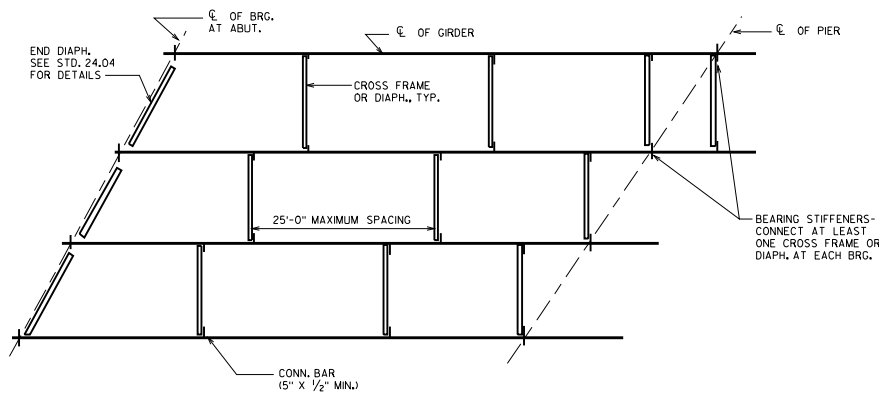 ℄ OF BRG.
AT ABUT.
℄ OF GIRDER
℄ OF PIER
END DIAPH.
SEE STD. 24.04
FOR DETAILS
CROSS FRAME
OR DIAPH., TYP.
25'-0" MAXIMUM SPACING
BEARING STIFFENERS-
CONNECT AT LEAST
ONE CROSS FRAME OR
DIAPH. AT EACH BRG.
CONN. BAR
(5" X 1/2" MIN.)